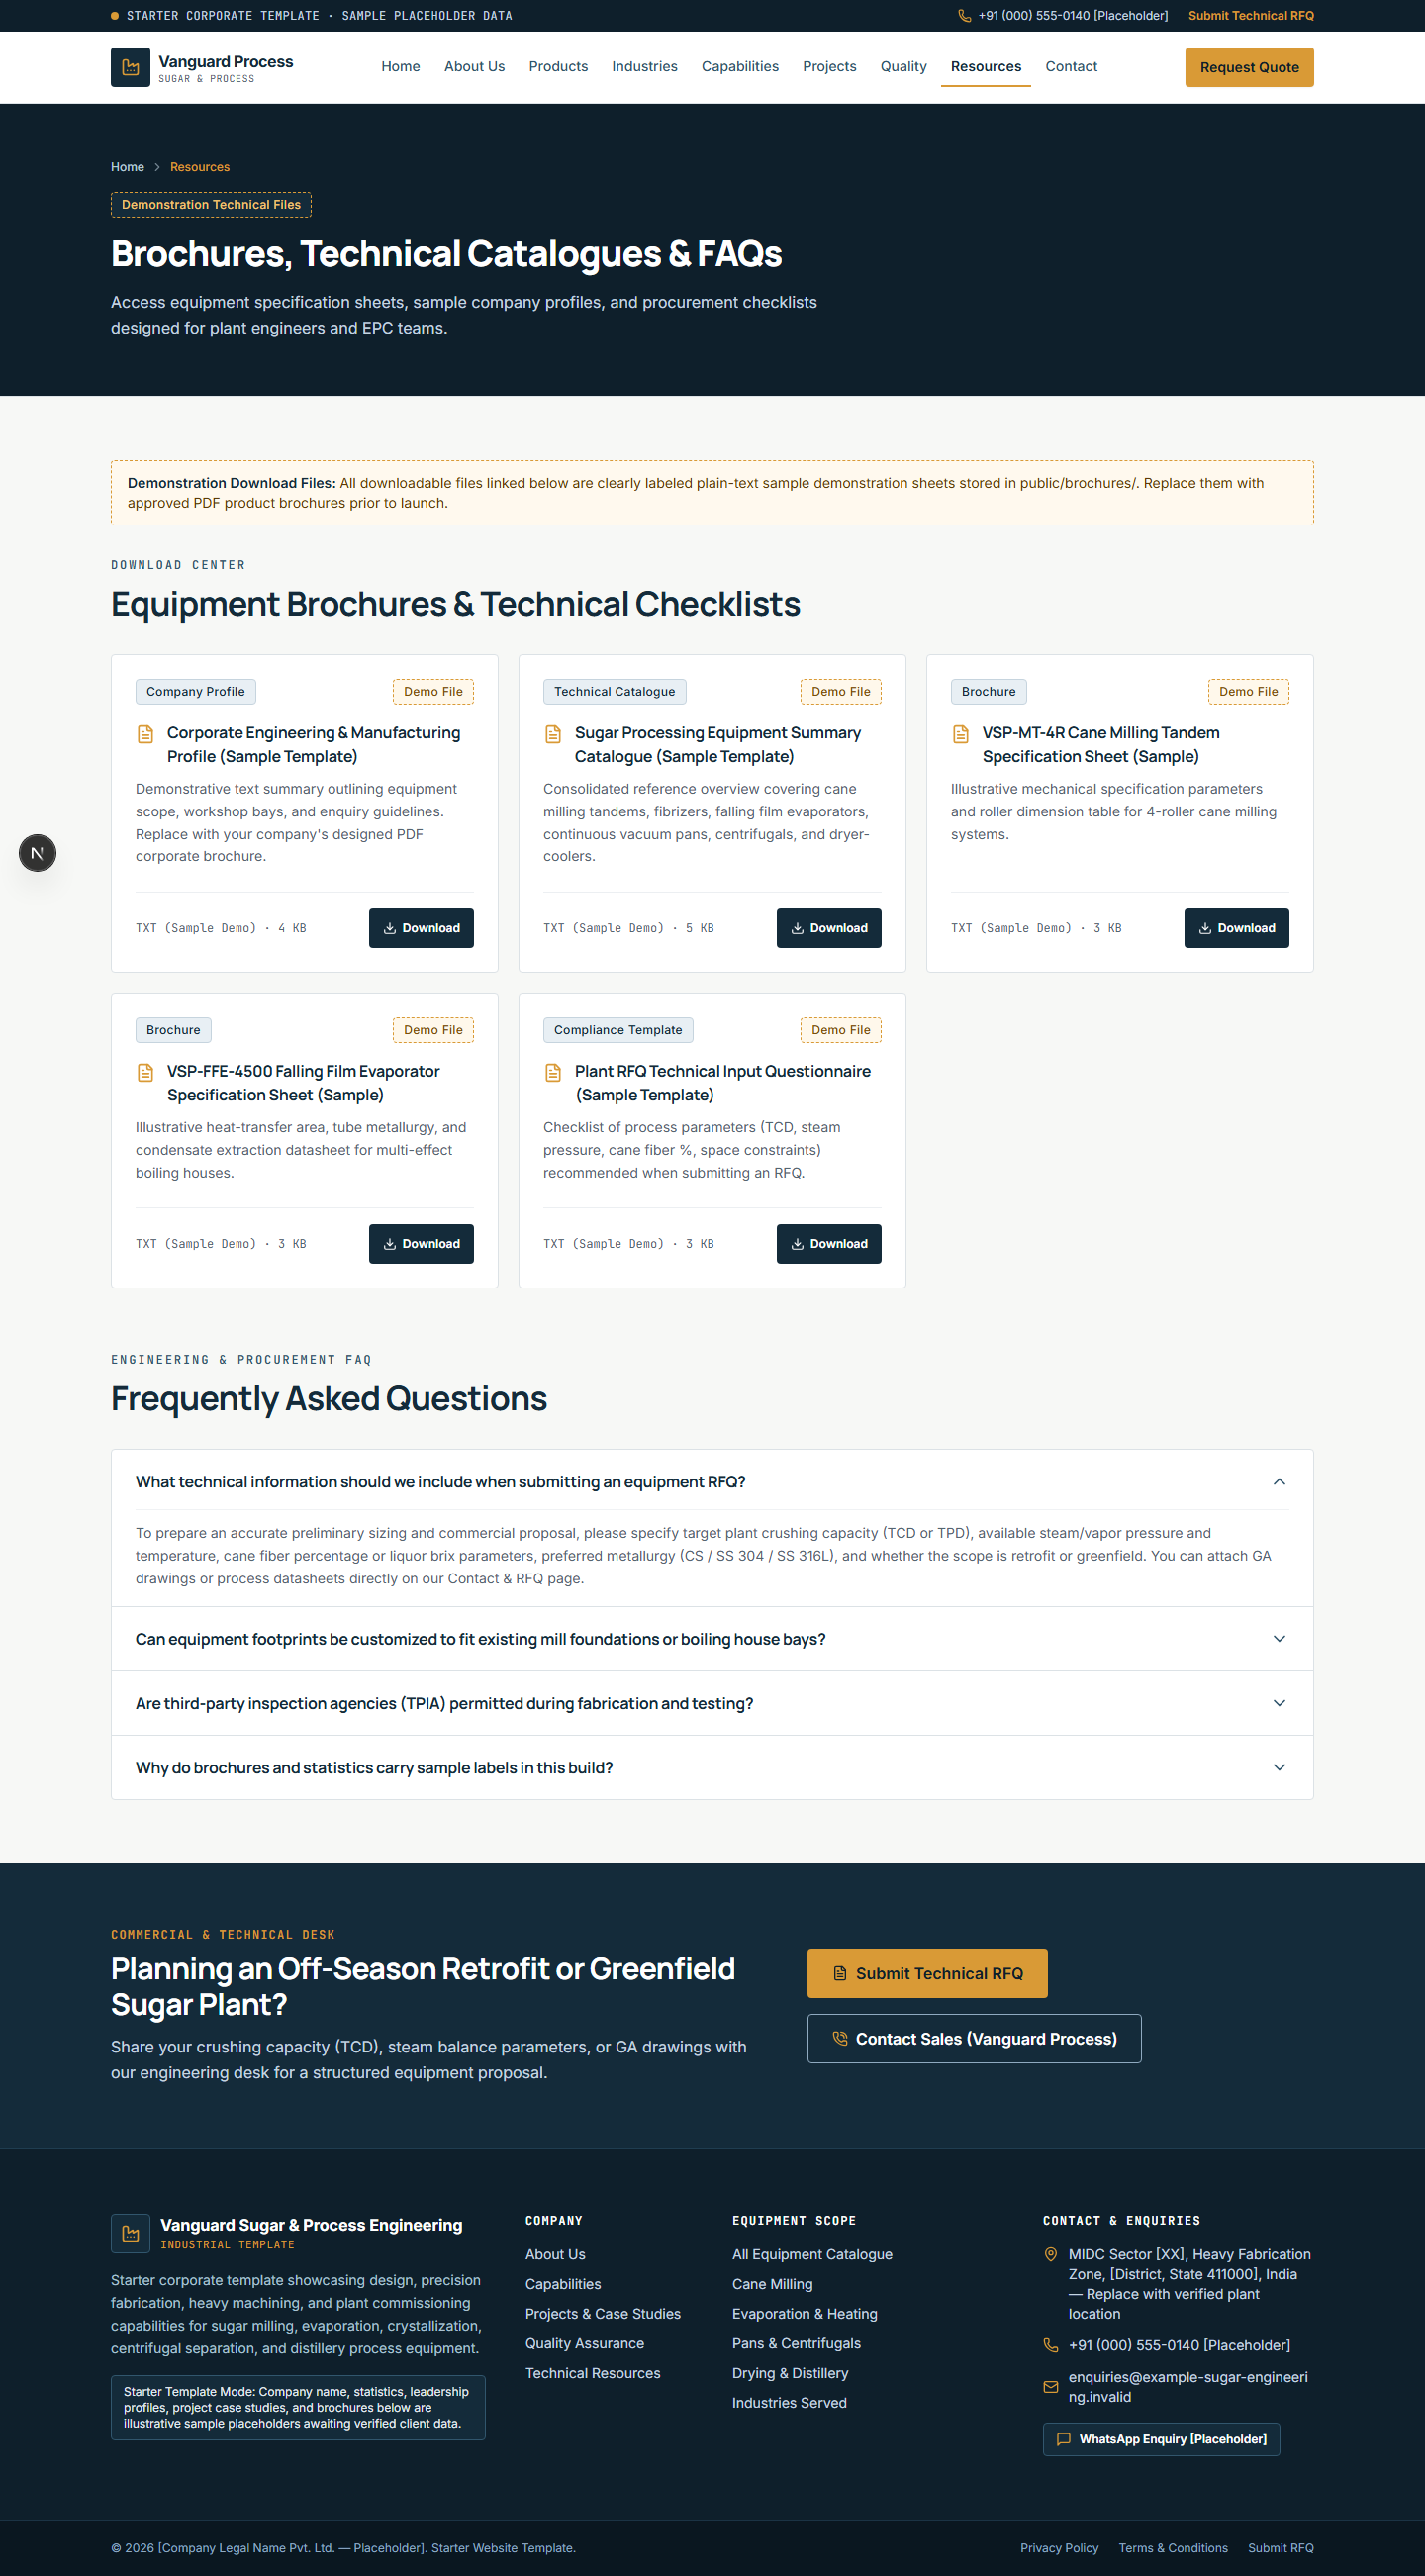 STARTER CORPORATE TEMPLATE · SAMPLE PLACEHOLDER DATA
+91 (000) 555-0140 [Placeholder]
Submit Technical RFQ
Vanguard Process
SUGAR & PROCESS
Home
About Us
Products
Industries
Capabilities
Projects
Quality
Resources
Contact
Request Quote
Home
Resources
Demonstration Technical Files
Brochures, Technical Catalogues & FAQs
Access equipment specification sheets, sample company profiles, and procurement checklists
designed for plant engineers and EPC teams.
Demonstration Download Files: All downloadable files linked below are clearly labeled plain-text sample demonstration sheets stored in public/brochures/. Replace them with
approved PDF product brochures prior to launch.
DOWNLOAD CENTER
Equipment Brochures & Technical Checklists
Company Profile
Demo File
Corporate Engineering & Manufacturing
Profile (Sample Template)
Demonstrative text summary outlining equipment
scope, workshop bays, and enquiry guidelines.
Replace with your company's designed PDF
corporate brochure.
TXT (Sample Demo) · 4 KB
Download
Technical Catalogue
Demo File
Sugar Processing Equipment Summary
Catalogue (Sample Template)
Consolidated reference overview covering cane
milling tandems, fibrizers, falling film evaporators,
continuous vacuum pans, centrifugals, and dryer-
coolers.
TXT (Sample Demo) · 5 KB
Download
Brochure
Demo File
VSP-MT-4R Cane Milling Tandem
Specification Sheet (Sample)
Illustrative mechanical specification parameters
and roller dimension table for 4-roller cane milling
systems.
TXT (Sample Demo) · 3 KB
Download
Brochure
Demo File
VSP-FFE-4500 Falling Film Evaporator
Specification Sheet (Sample)
Illustrative heat-transfer area, tube metallurgy, and
condensate extraction datasheet for multi-effect
boiling houses.
TXT (Sample Demo) · 3 KB
Download
Compliance Template
Demo File
Plant RFQ Technical Input Questionnaire
(Sample Template)
Checklist of process parameters (TCD, steam
pressure, cane fiber %, space constraints)
recommended when submitting an RFQ.
TXT (Sample Demo) · 3 KB
Download
N
ENGINEERING & PROCUREMENT FAQ
Frequently Asked Questions
What technical information should we include when submitting an equipment RFQ?
To prepare an accurate preliminary sizing and commercial proposal, please specify target plant crushing capacity (TCD or TPD), available steam/vapor pressure and
temperature, cane fiber percentage or liquor brix parameters, preferred metallurgy (CS / SS 304 / SS 316L), and whether the scope is retrofit or greenfield. You can attach GA
drawings or process datasheets directly on our Contact & RFQ page.
Can equipment footprints be customized to fit existing mill foundations or boiling house bays?
Are third-party inspection agencies (TPIA) permitted during fabrication and testing?
Why do brochures and statistics carry sample labels in this build?
COMMERCIAL & TECHNICAL DESK
Planning an Off-Season Retrofit or Greenfield
Sugar Plant?
Share your crushing capacity (TCD), steam balance parameters, or GA drawings with
our engineering desk for a structured equipment proposal.
Submit Technical RFQ
Contact Sales (Vanguard Process)
Vanguard Sugar & Process Engineering
INDUSTRIAL TEMPLATE
Starter corporate template showcasing design, precision
fabrication, heavy machining, and plant commissioning
capabilities for sugar milling, evaporation, crystallization,
centrifugal separation, and distillery process equipment.
Starter Template Mode: Company name, statistics, leadership
profiles, project case studies, and brochures below are
illustrative sample placeholders awaiting verified client data.
COMPANY
About Us
Capabilities
Projects & Case Studies
Quality Assurance
Technical Resources
EQUIPMENT SCOPE
All Equipment Catalogue
Cane Milling
Evaporation & Heating
Pans & Centrifugals
Drying & Distillery
Industries Served
CONTACT & ENQUIRIES
MIDC Sector [XX], Heavy Fabrication
Zone, [District, State 411000], India
— Replace with verified plant
location
+91 (000) 555-0140 [Placeholder]
enquiries@example-sugar-engineeri
ng.invalid
WhatsApp Enquiry [Placeholder]
© 2026 [Company Legal Name Pvt. Ltd. — Placeholder]. Starter Website Template.
Privacy Policy
Terms & Conditions
Submit RFQ